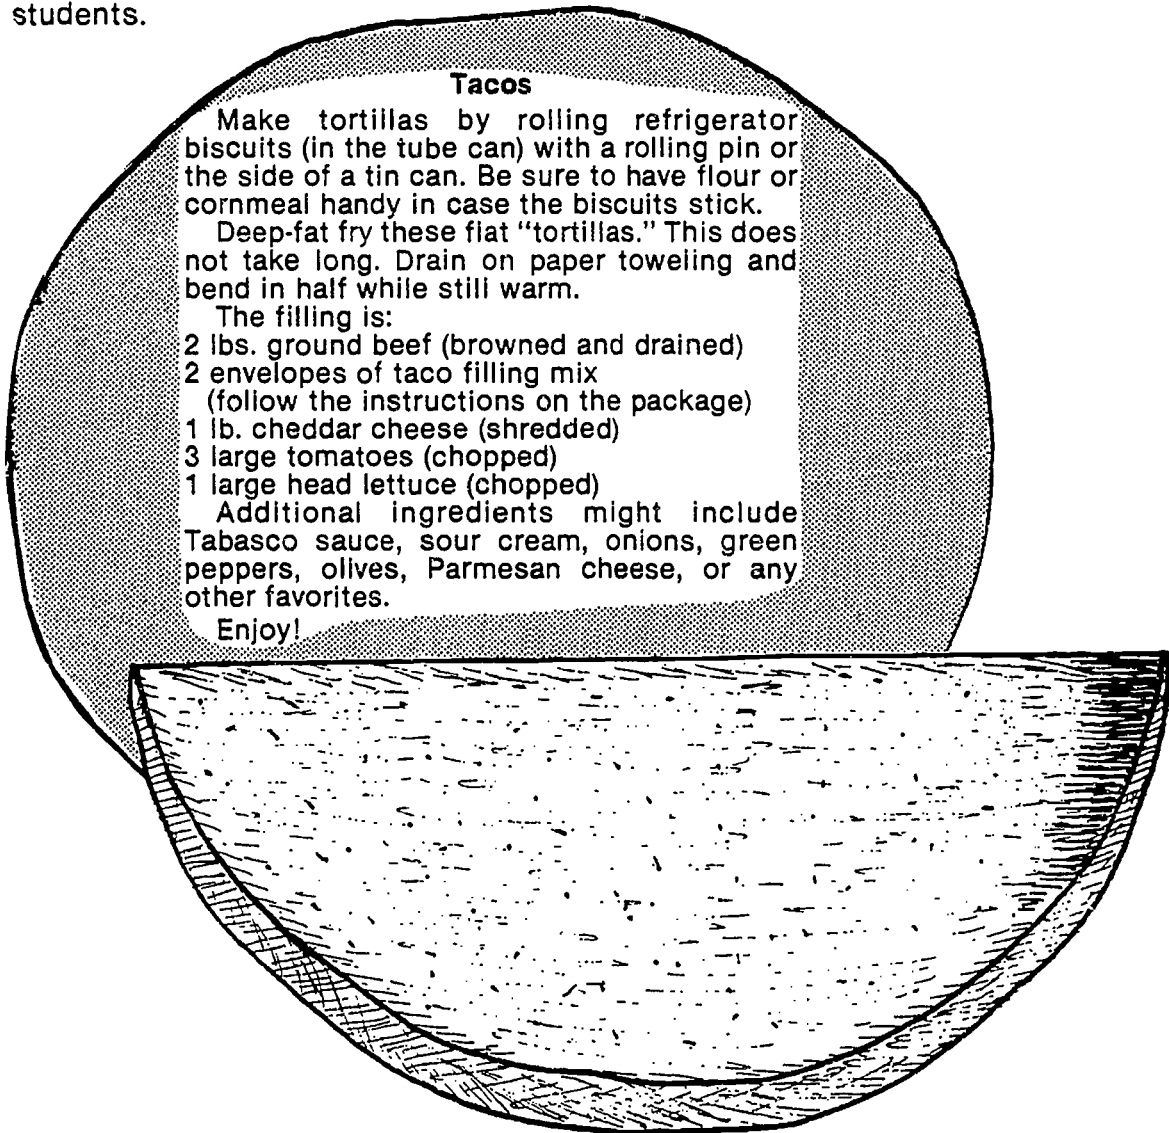 students.
Tacos
Make tortillas by rolling refrigerator
biscuits (in the tube can) with a rolling pin or
the side of a tin can. Be sure to have flour or
cornmeal handy in case the biscuits stick.
Deep-fat fry these flat "tortillas." This does
not take long. Drain on paper toweling and
bend in half while still warm.
The filling is:
2 lbs. ground beef (browned and drained)
2 envelopes of taco filling mix
(follow the instructions on the package)
1 lb. cheddar cheese (shredded)
3 large tomatoes (chopped)
1 large head lettuce (chopped)
Additional ingredients might include
Tabasco sauce, sour cream, onions, green
peppers, olives, Parmesan cheese, or any
other favorites.
Enjoy!